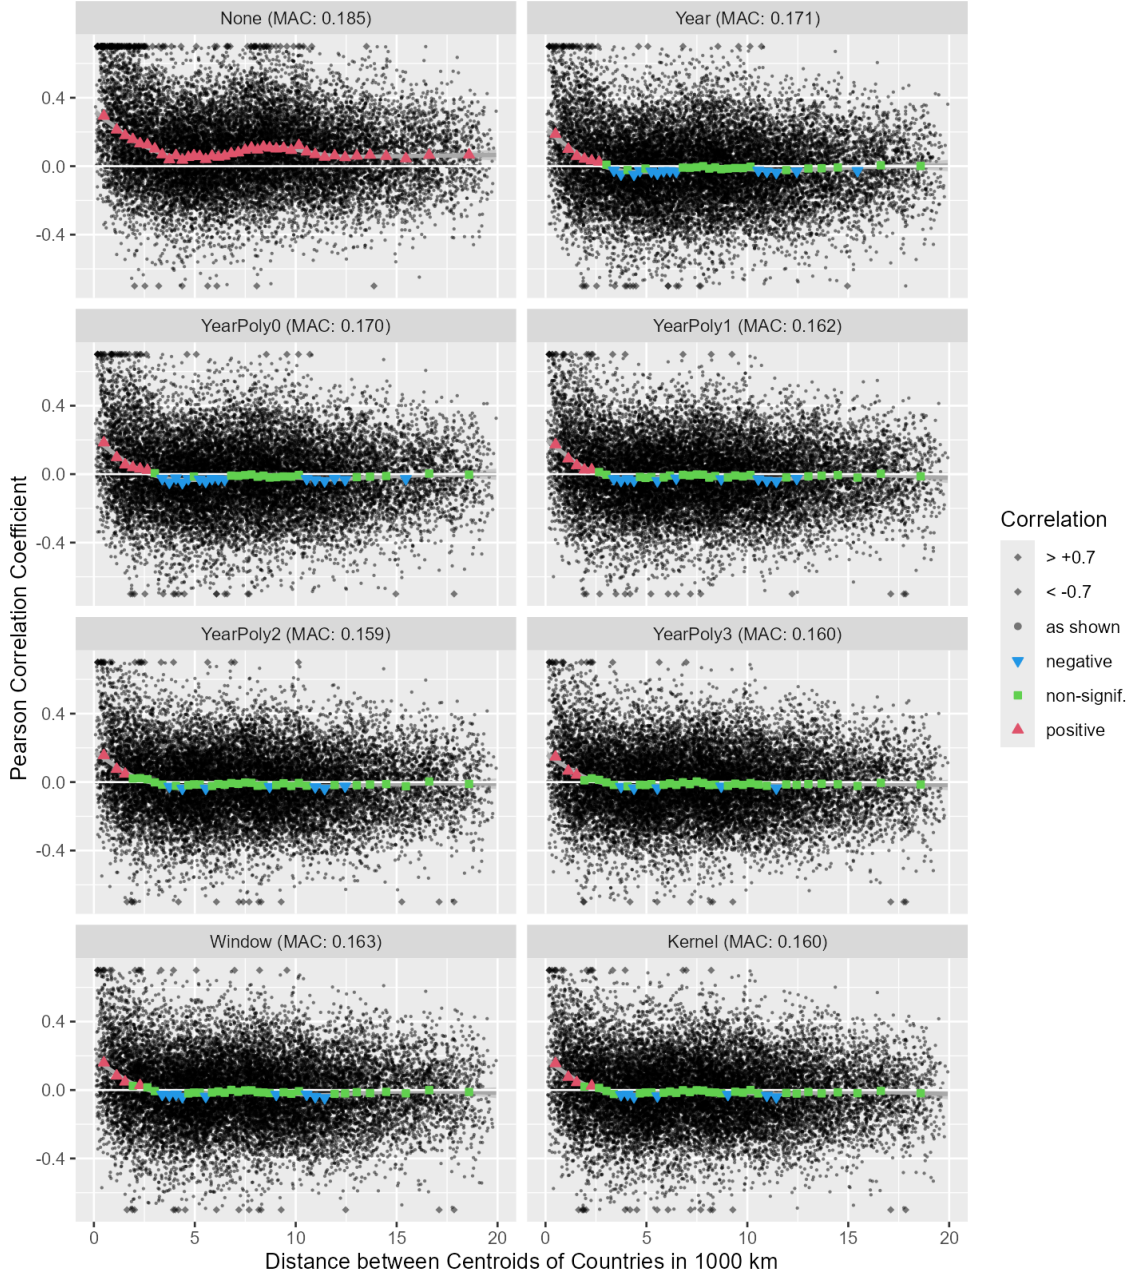 None (MAC: 0.185)
Year (MAC: 0.171)
0.4
0.0
-0.4
YearPoly0 (MAC: 0.170)
YearPoly1 (MAC: 0.162)
0.4
0.0
-0.4
YearPoly2 (MAC: 0.159)
YearPoly3 (MAC: 0.160)
0.4
0.0
-0.4
Window (MAC: 0.163)
Kernel (MAC: 0.160)
0.4
0.0
-0.4
0 5 10 15 20
0 5 10 15 20
Distance between Centroids of Countries in 1000 km
Pearson Correlation Coefficient
Correlation
> +0.7
< -0.7
as shown
negative
non-signif.
positive